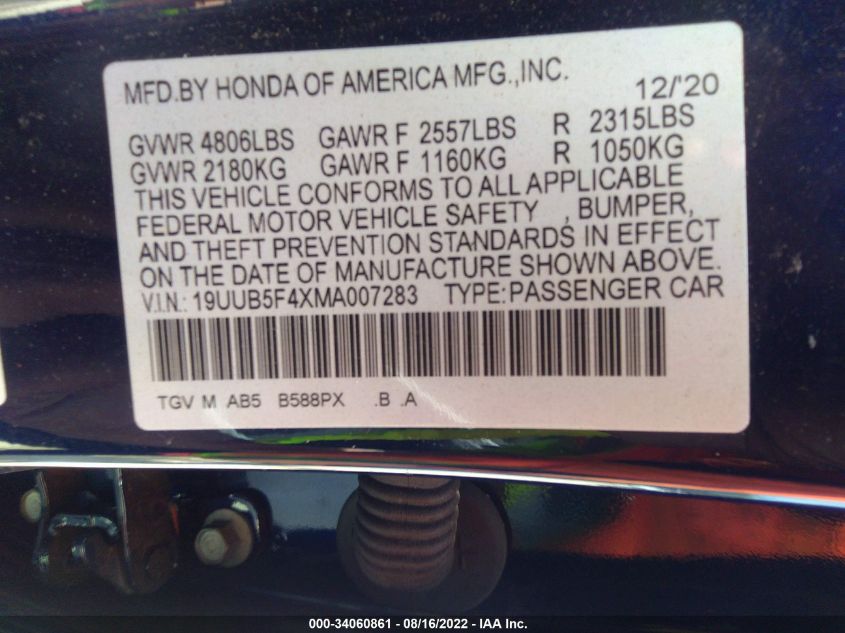 MFD.BY HONDA OF AMERICA MFG.,INC. 12/'20
GVWR 4806LBS GAWR F 2557LBS R 2315LBS
GVWR 2180KG GAWR F 1160KG R 1050KG
THIS VEHICLE CONFORMS TO ALL APPLICABLE
FEDERAL MOTOR VEHICLE SAFETY , BUMPER,
AND THEFT PREVENTION STANDARDS IN EFFECT
ON THE DATE OF MANUFACTURE SHOWN ABOVE.
V.I.N.: 19UUB5F4XMA007283 TYPE:PASSENGER CAR
TGV M AB5 B588PX .B .A
000-34060861 - 08/16/2022 - IAA Inc.